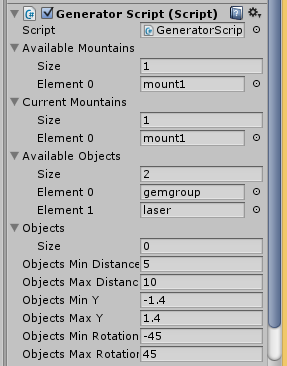 Generator Script (Script)
Script GeneratorScrip
Available Mountains
Size 1
Element 0 mount1
Current Mountains
Size 1
Element 0 mount1
Available Objects
Size 2
Element 0 gemgroup
Element 1 laser
Objects
Size 0
Objects Min Distance 5
Objects Max Distanc 10
Objects Min Y -1.4
Objects Max Y 1.4
Objects Min Rotation -45
Objects Max Rotation 45